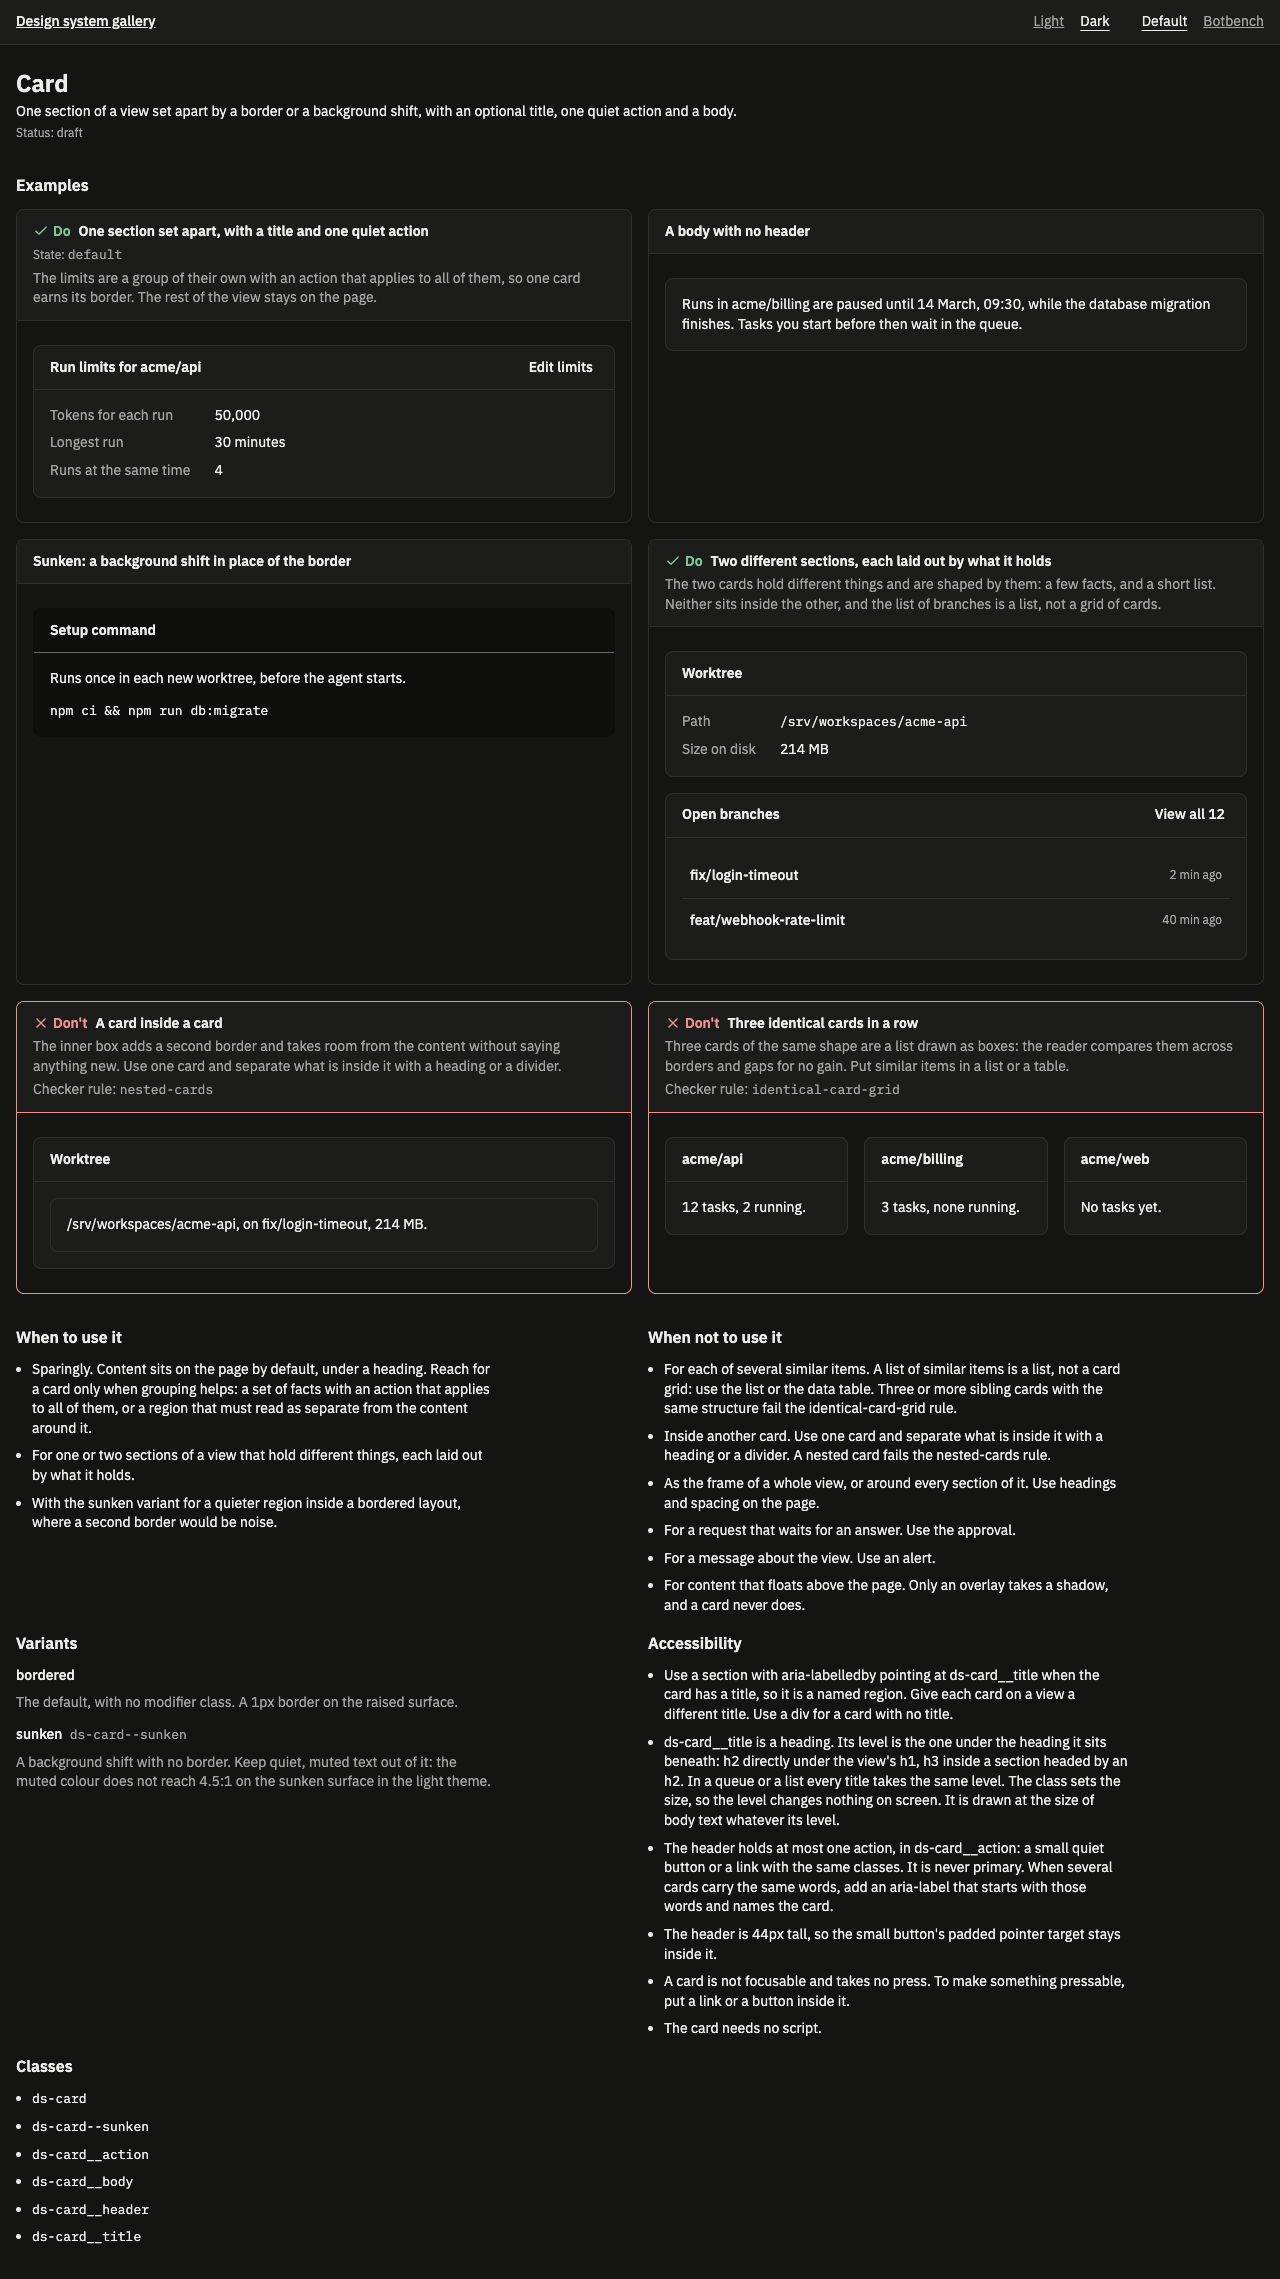 Design system gallery
Light Dark Default Botbench
Card
One section of a view set apart by a border or a background shift, with an optional title, one quiet action and a body.
Status: draft
Examples
Do One section set apart, with a title and one quiet action
State: default
The limits are a group of their own with an action that applies to all of them, so one card
earns its border. The rest of the view stays on the page.
Run limits for acme/api Edit limits
Tokens for each run 50,000
Longest run 30 minutes
Runs at the same time 4
A body with no header
Runs in acme/billing are paused until 14 March, 09:30, while the database migration
finishes. Tasks you start before then wait in the queue.
Sunken: a background shift in place of the border
Setup command
Runs once in each new worktree, before the agent starts.
npm ci && npm run db:migrate
Do Two different sections, each laid out by what it holds
The two cards hold different things and are shaped by them: a few facts, and a short list.
Neither sits inside the other, and the list of branches is a list, not a grid of cards.
Worktree
Path /srv/workspaces/acme-api
Size on disk 214 MB
Open branches View all 12
fix/login-timeout 2 min ago
feat/webhook-rate-limit 40 min ago
Don't A card inside a card
The inner box adds a second border and takes room from the content without saying
anything new. Use one card and separate what is inside it with a heading or a divider.
Checker rule: nested-cards
Worktree
/srv/workspaces/acme-api, on fix/login-timeout, 214 MB.
Don't Three identical cards in a row
Three cards of the same shape are a list drawn as boxes: the reader compares them across
borders and gaps for no gain. Put similar items in a list or a table.
Checker rule: identical-card-grid
acme/api
12 tasks, 2 running.
acme/billing
3 tasks, none running.
acme/web
No tasks yet.
When to use it
• Sparingly. Content sits on the page by default, under a heading. Reach for
a card only when grouping helps: a set of facts with an action that applies
to all of them, or a region that must read as separate from the content
around it.
• For one or two sections of a view that hold different things, each laid out
by what it holds.
• With the sunken variant for a quieter region inside a bordered layout,
where a second border would be noise.
When not to use it
• For each of several similar items. A list of similar items is a list, not a card
grid: use the list or the data table. Three or more sibling cards with the
same structure fail the identical-card-grid rule.
• Inside another card. Use one card and separate what is inside it with a
heading or a divider. A nested card fails the nested-cards rule.
• As the frame of a whole view, or around every section of it. Use headings
and spacing on the page.
• For a request that waits for an answer. Use the approval.
• For a message about the view. Use an alert.
• For content that floats above the page. Only an overlay takes a shadow,
and a card never does.
Variants
bordered
The default, with no modifier class. A 1px border on the raised surface.
sunken ds-card--sunken
A background shift with no border. Keep quiet, muted text out of it: the
muted colour does not reach 4.5:1 on the sunken surface in the light theme.
Accessibility
• Use a section with aria-labelledby pointing at ds-card__title when the
card has a title, so it is a named region. Give each card on a view a
different title. Use a div for a card with no title.
• ds-card__title is a heading. Its level is the one under the heading it sits
beneath: h2 directly under the view's h1, h3 inside a section headed by an
h2. In a queue or a list every title takes the same level. The class sets the
size, so the level changes nothing on screen. It is drawn at the size of
body text whatever its level.
• The header holds at most one action, in ds-card__action: a small quiet
button or a link with the same classes. It is never primary. When several
cards carry the same words, add an aria-label that starts with those
words and names the card.
• The header is 44px tall, so the small button's padded pointer target stays
inside it.
• A card is not focusable and takes no press. To make something pressable,
put a link or a button inside it.
• The card needs no script.
Classes
• ds-card
• ds-card--sunken
• ds-card__action
• ds-card__body
• ds-card__header
• ds-card__title